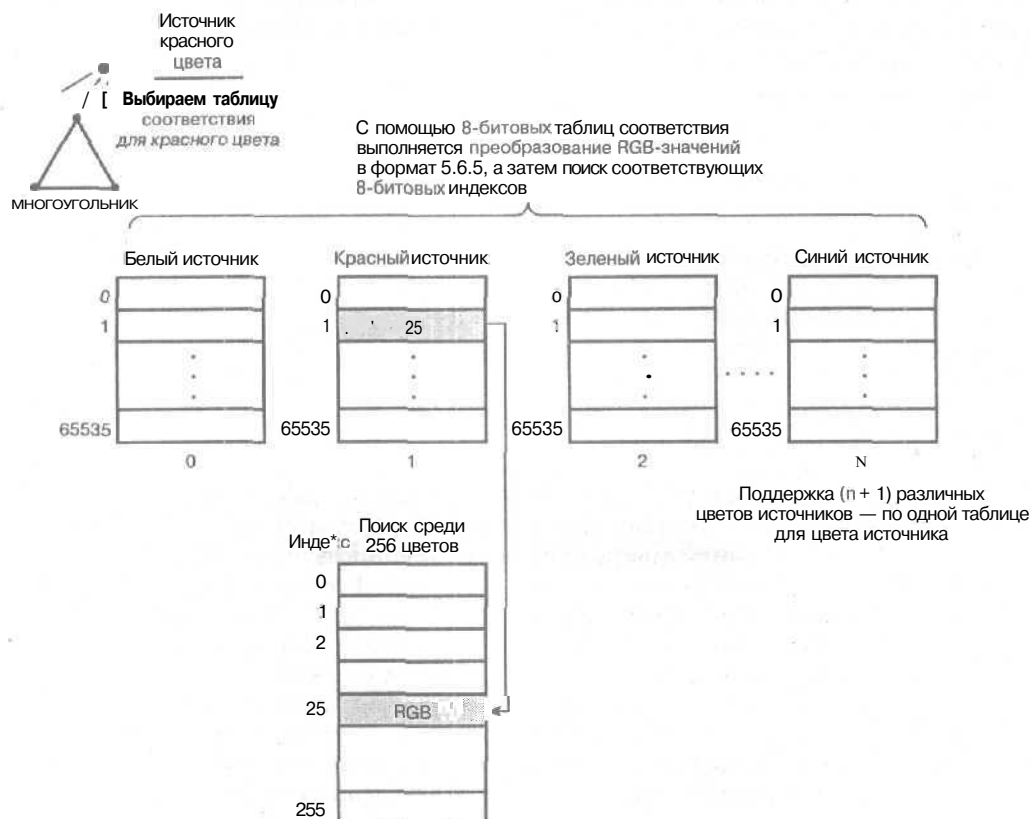 Источник
красного
цвета
Выбираем таблицу
соответствия
для красного цвета
многоугольник
С помощью 8-битовых таблиц соответствия
выполняется преобразование RGB-значений
в формат 5.6.5, а затем поиск соответствующих
8-битовых индексов
Белый источник
0
1
65535
0
Красный источник
0
1
25
65535
1
Зеленый источник
0
1
65535
2
Синий источник
0
1
65535
N
Поддержка (n + 1) различных
цветов источников — по одной таблице
для цвета источника
Поиск среди
Инде*:с 256 цветов
0
1
2
25
RGB
255